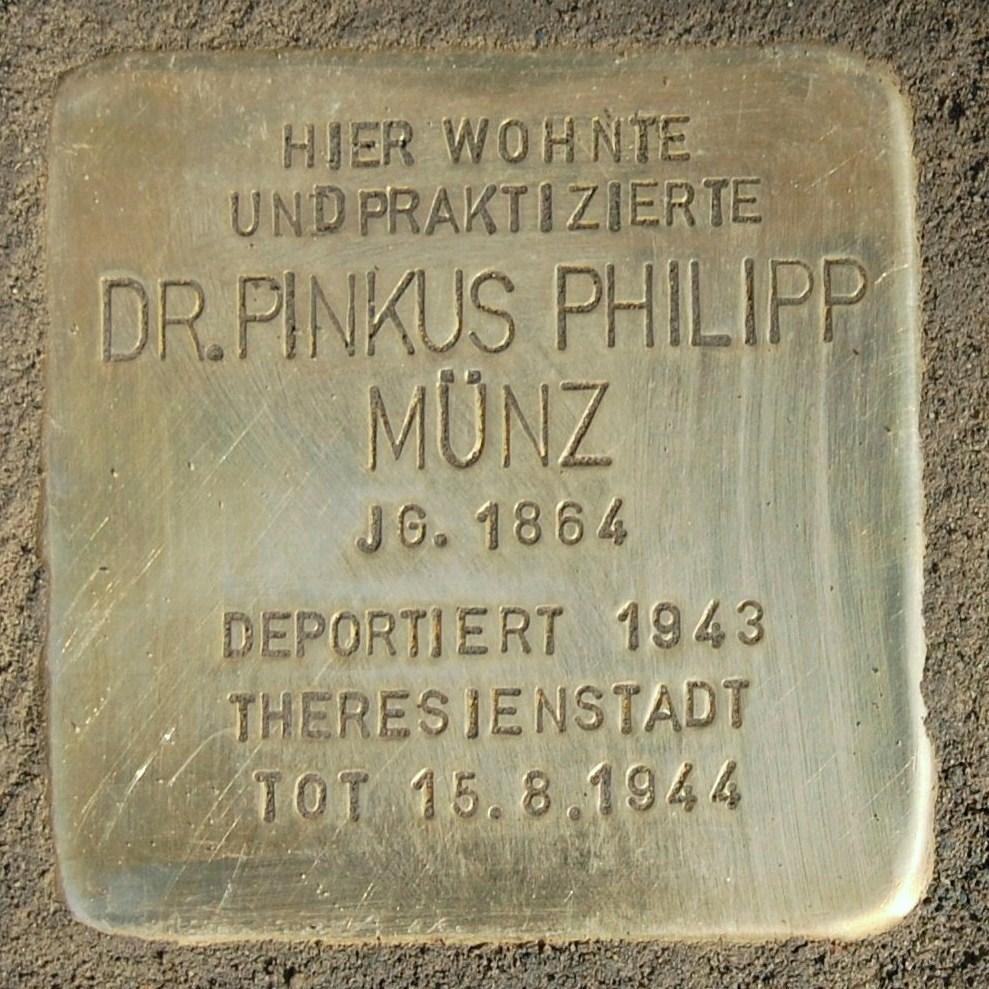 HIER WOHNTE
UND PRAKTIZIERTE
DR. PINKUS PHILIPP
MÜNZ
JG. 1864
DEPORTIERT 1943
THERESIENSTADT
TOT 15.8.1944